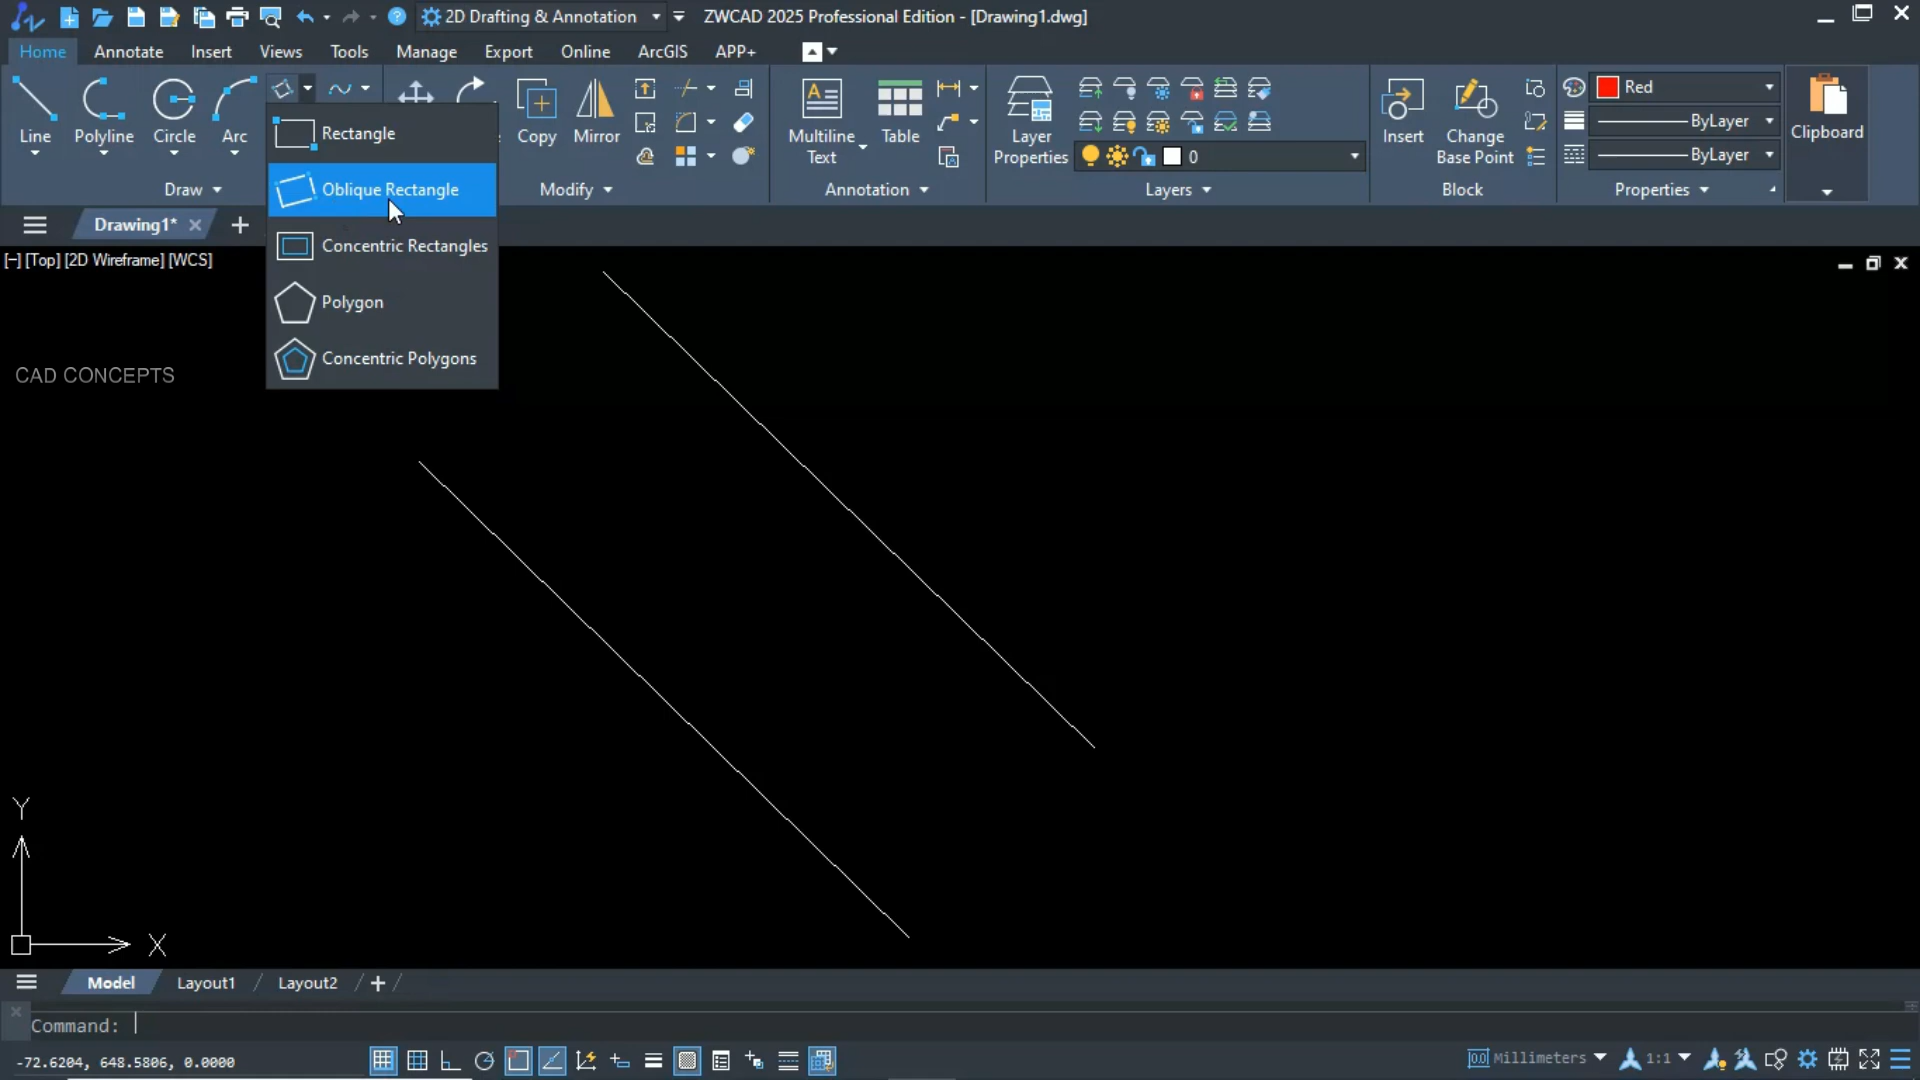 2D Drafting & Annotation
ZWCAD 2025 Professional Edition - [Drawing1.dwg]
Home Annotate Insert Views Tools Manage Export Online ArcGIS APP+
Line Polyline Circle Arc
Draw
Rectangle
Oblique Rectangle
Concentric Rectangles
Polygon
Concentric Polygons
Copy Mirror
Modify
Multiline
Text
Table
Annotation
Layer
Properties
0
Layers
Insert
Change
Base Point
Block
Red
ByLayer
ByLayer
Properties
Clipboard
Drawing1*
[−] [Top] [2D Wireframe] [WCS]
CAD CONCEPTS
Y
X
Model Layout1 Layout2
Command:
-72.6204, 648.5806, 0.0000
Millimeters 1:1